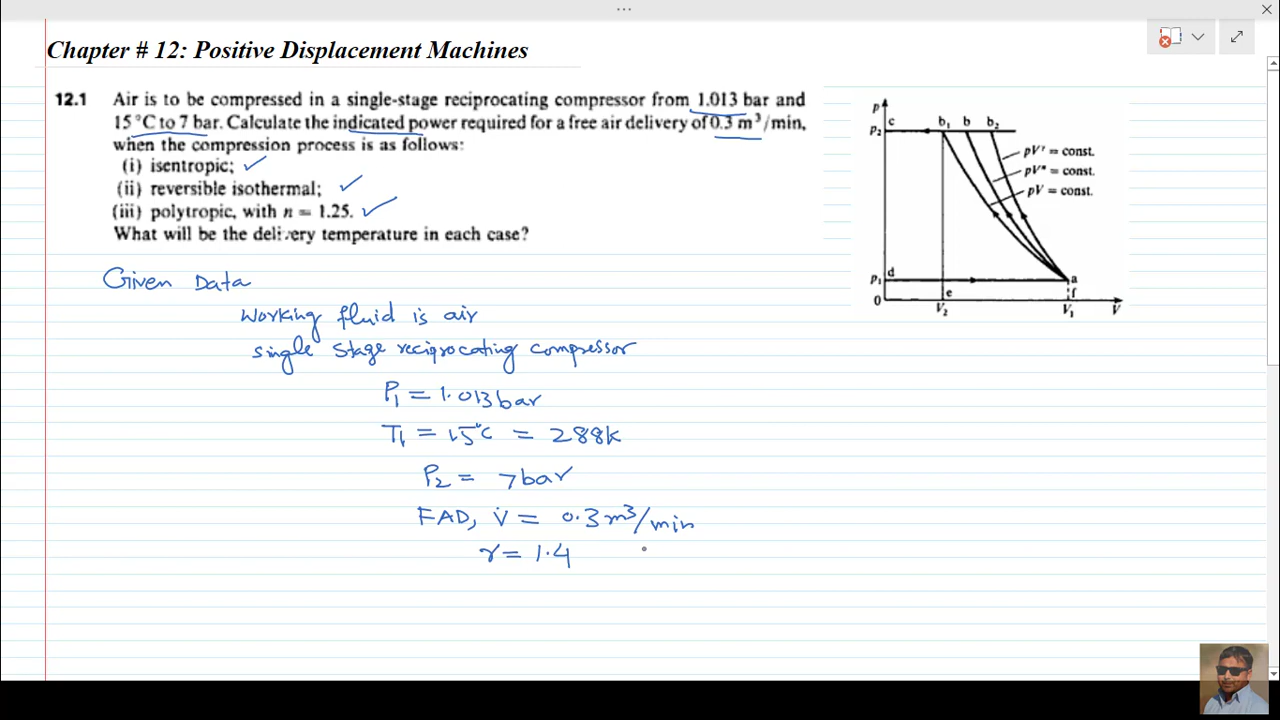 Chapter # 12: Positive Displacement Machines
12.1 Air is to be compressed in a single-stage reciprocating compressor from 1.013 bar and
15 °C to 7 bar. Calculate the indicated power required for a free air delivery of 0.3 m³/min,
when the compression process is as follows:
(i) isentropic;
(ii) reversible isothermal;
(iii) polytropic, with n = 1.25.
What will be the delivery temperature in each case?
Given Data
Working fluid is air
single stage reciprocating compressor
P₁ = 1.013 bar
T₁ = 15°C = 288K
P₂ = 7 bar
FAD, V̇ = 0.3 m³/min
γ = 1.4
p
p₂ c b₁ b b₂
pVᵞ = const.
pVⁿ = const.
pV = const.
p₁ d a
0 e f
V₂ V₁ V